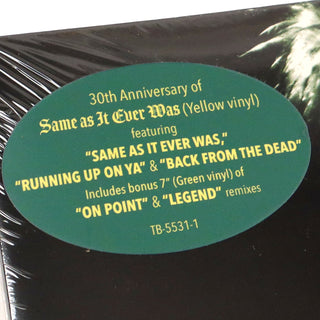 30th Anniversary of
Same as It Ever Was (Yellow vinyl)
featuring
“SAME AS IT EVER WAS,”
“RUNNING UP ON YA” & “BACK FROM THE DEAD”
Includes bonus 7” (Green vinyl) of
“ON POINT” & “LEGEND” remixes
TB-5531-1